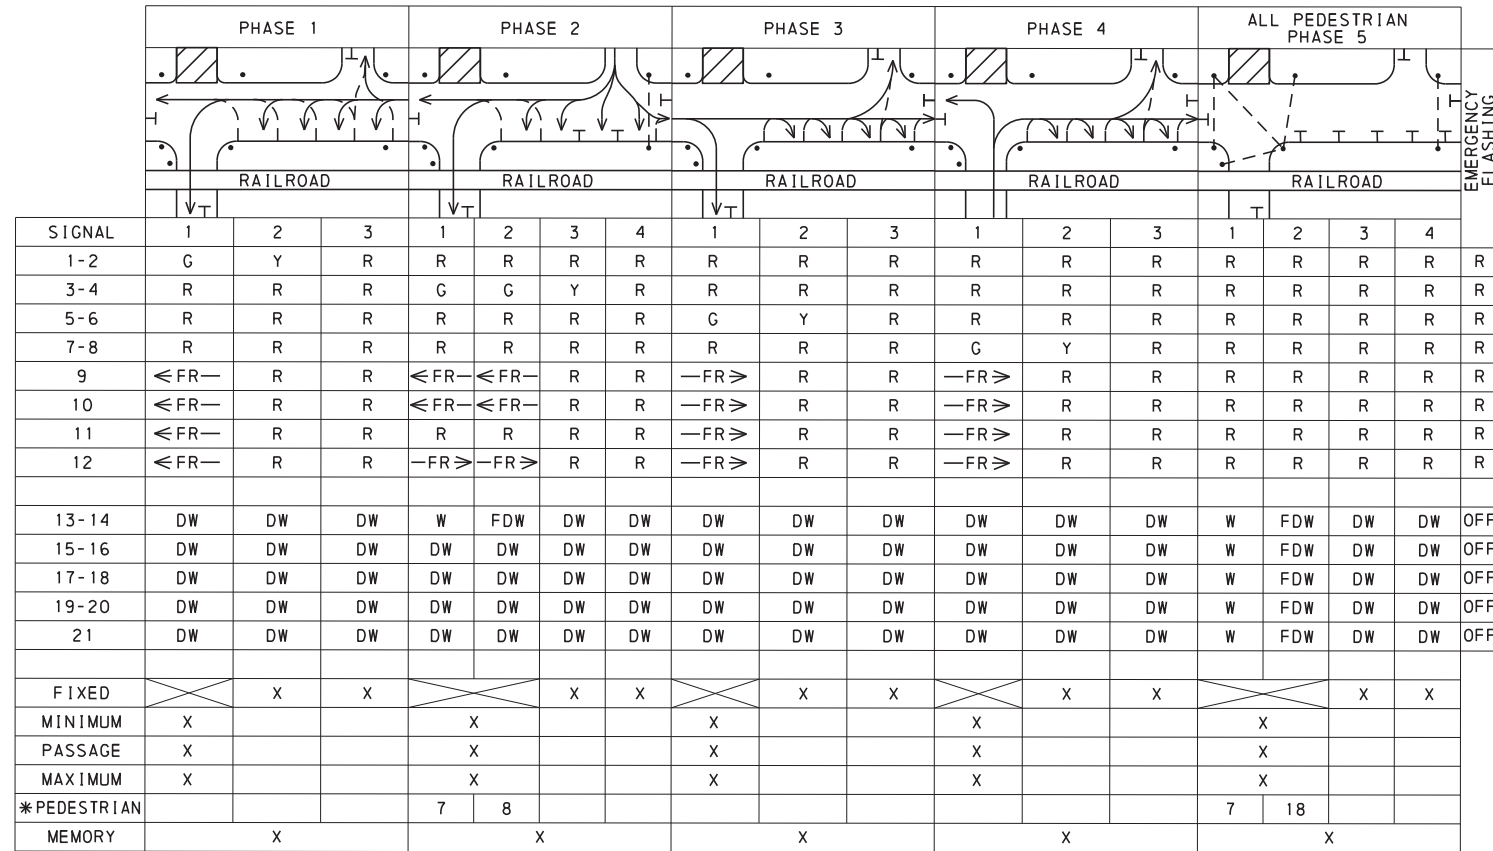 PHASE 1 PHASE 2 PHASE 3 PHASE 4 ALL PEDESTRIAN
PHASE 5
EMERGENCY
FLASHING
RAILROAD RAILROAD RAILROAD RAILROAD RAILROAD
SIGNAL 1 2 3 1 2 3 4 1 2 3 1 2 3 1 2 3 4
1-2 G Y R R R R R R R R R R R R R R R R
3-4 R R R G G Y R R R R R R R R R R R R
5-6 R R R R R R R G Y R R R R R R R R R
7-8 R R R R R R R R R R G Y R R R R R R
9 <FR— R R <FR— <FR— R R —FR> R R —FR> R R R R R R R
10 <FR— R R <FR— <FR— R R —FR> R R —FR> R R R R R R R
11 <FR— R R R R R R —FR> R R —FR> R R R R R R R
12 <FR— R R —FR> —FR> R R —FR> R R —FR> R R R R R R R
13-14 DW DW DW W FDW DW DW DW DW DW DW DW DW W FDW DW DW OFF
15-16 DW DW DW DW DW DW DW DW DW DW DW DW DW W FDW DW DW OFF
17-18 DW DW DW DW DW DW DW DW DW DW DW DW DW W FDW DW DW OFF
19-20 DW DW DW DW DW DW DW DW DW DW DW DW DW W FDW DW DW OFF
21 DW DW DW DW DW DW DW DW DW DW DW DW DW W FDW DW DW OFF
FIXED X X X X X X X X X X
MINIMUM X X X X X
PASSAGE X X X X X
MAXIMUM X X X X X
*PEDESTRIAN 7 8 7 18
MEMORY X X X X X